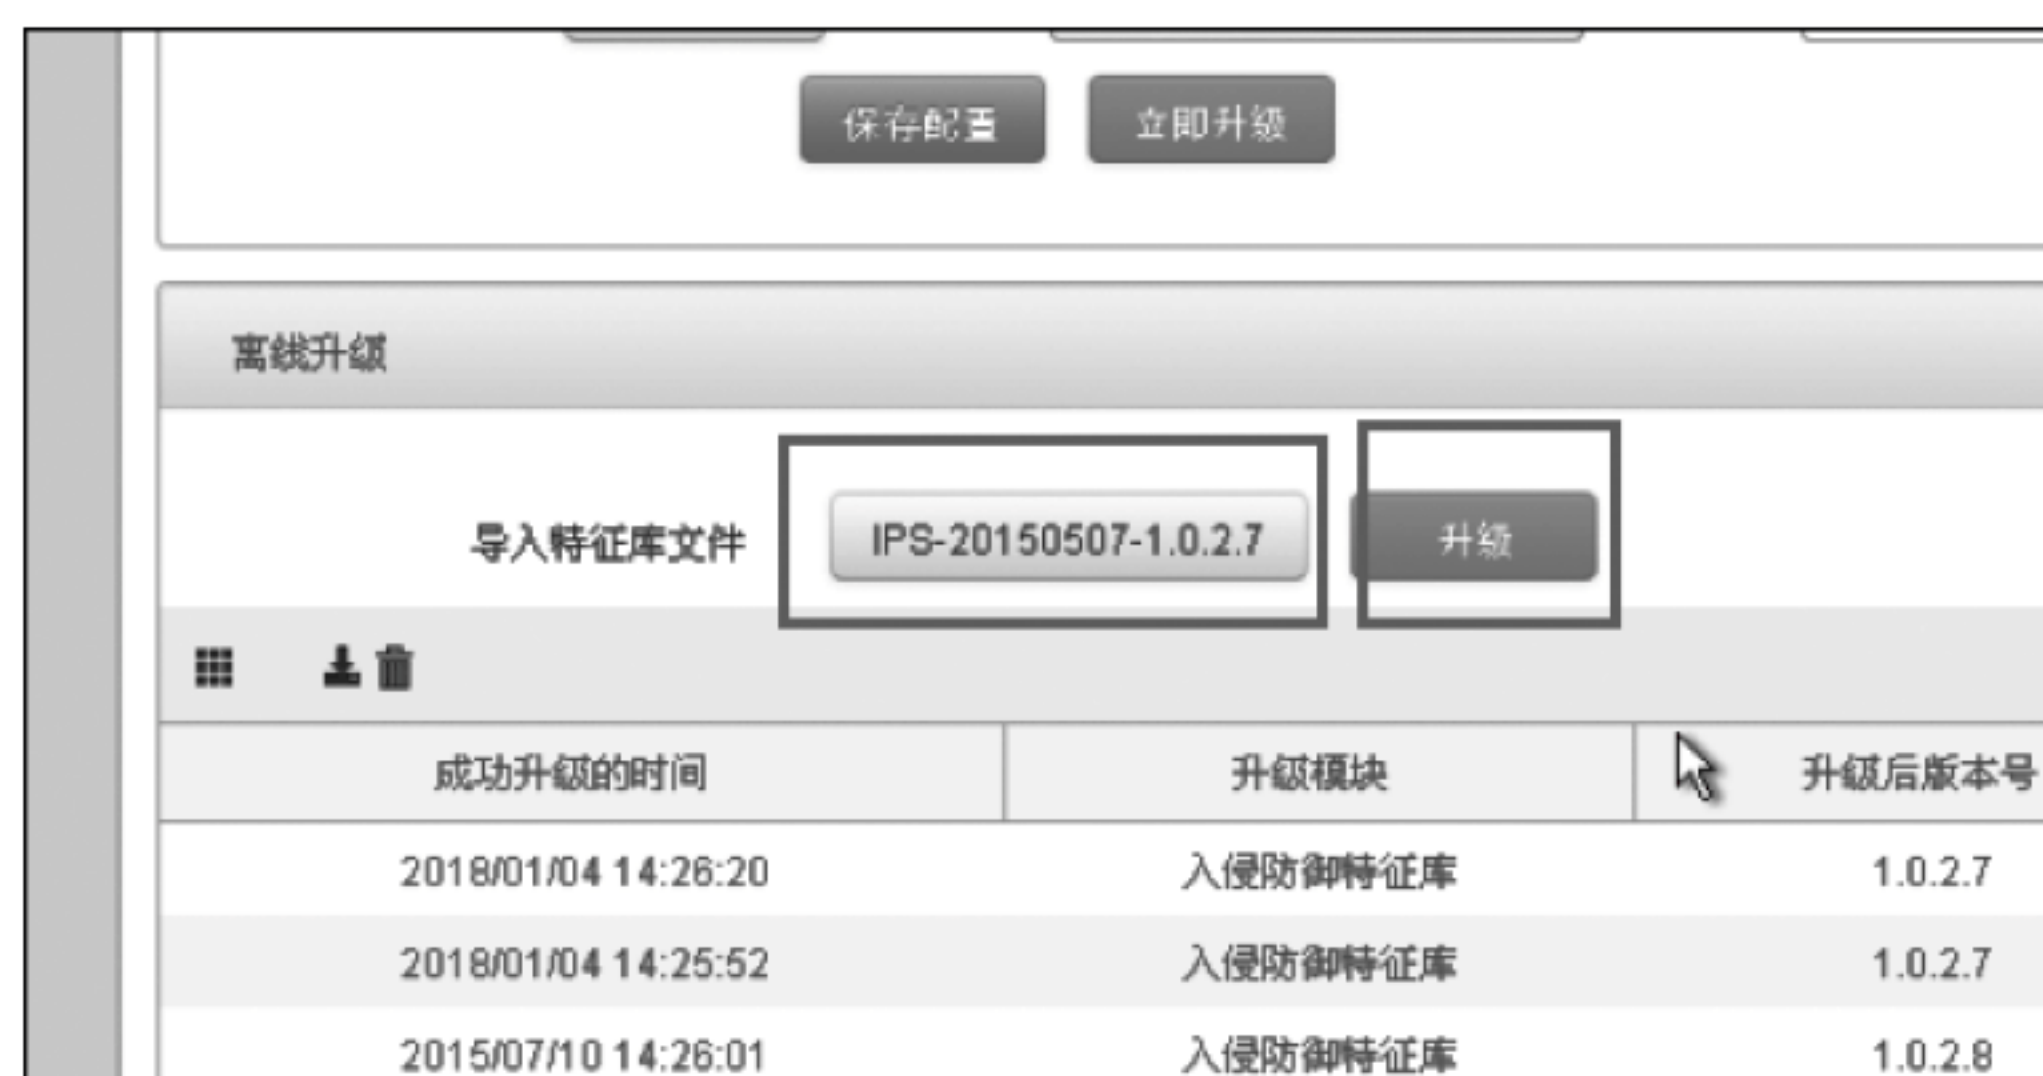 保存配置 立即升级
离线升级
导入特征库文件 IPS-20150507-1.0.2.7 升级
成功升级的时间 升级模块 升级后版本号
2018/01/04 14:26:20 入侵防御特征库 1.0.2.7
2018/01/04 14:25:52 入侵防御特征库 1.0.2.7
2015/07/10 14:26:01 入侵防御特征库 1.0.2.8